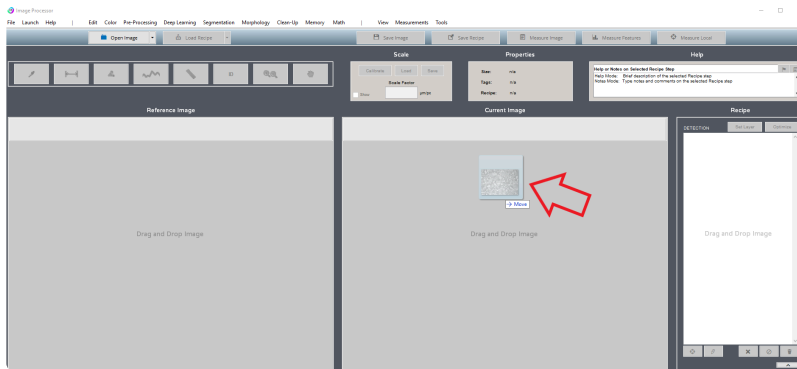 Image Processor
File Launch Help | Edit Color Pre-Processing Deep Learning Segmentation Morphology Clean-Up Memory Math | View Measurements Tools
Open Image Load Recipe Save Image Save Recipe Measure Image Measure Features Measure Local
Scale Properties Help
Calibrate Load Save
Scale Factor
µm/px
Size: n/a
Tags: n/a
Recipe: n/a
Help or Notes on Selected Recipe Step
Help Mode: Brief description of the selected Recipe step
Notes Mode: Type notes and comments on the selected Recipe step
Reference Image Current Image Recipe
DETECTION Set Level Optimize
→ Move
Drag and Drop Image Drag and Drop Image Drag and Drop Image